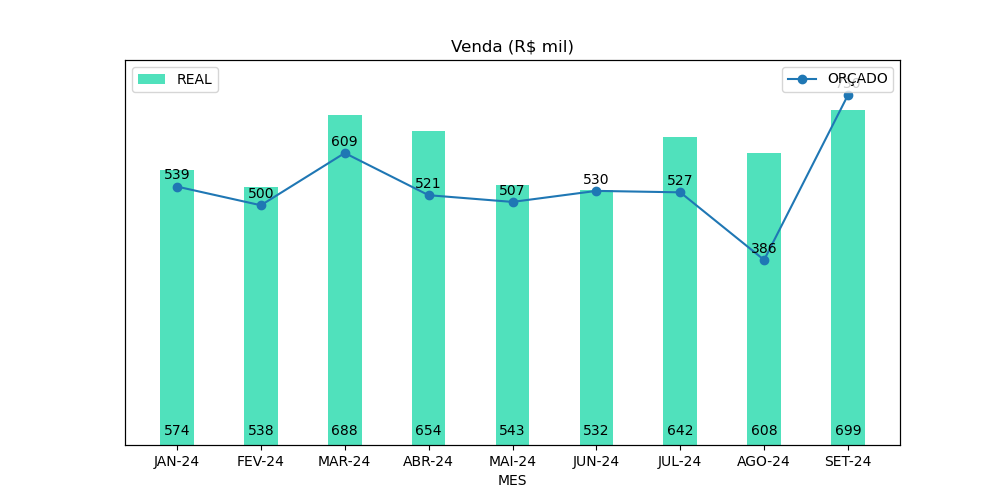 Venda (R$ mil)
REAL
ORÇADO
539
500
609
521
507
530
527
386
574
538
688
654
543
532
642
608
699
JAN-24
FEV-24
MAR-24
ABR-24
MAI-24
JUN-24
JUL-24
AGO-24
SET-24
MES